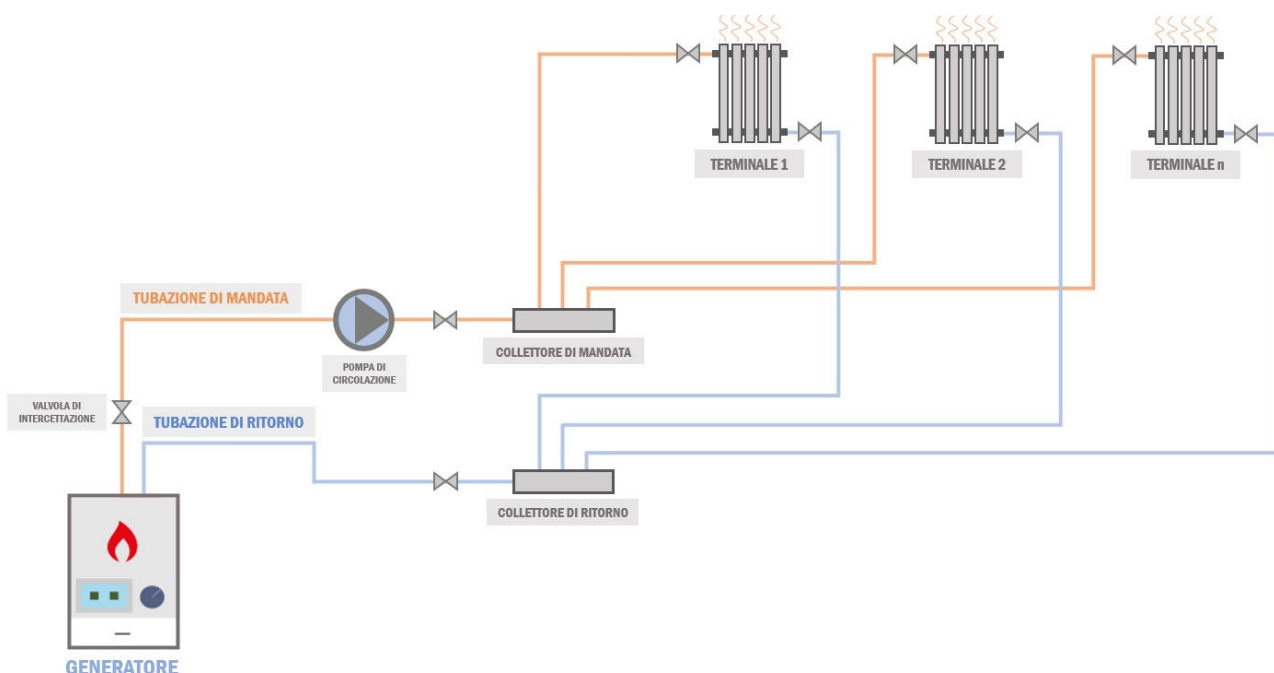 TERMINALE 1
TERMINALE 2
TERMINALE n
TUBAZIONE DI MANDATA
COLLETTORE DI MANDATA
POMPA DI
CIRCOLAZIONE
VALVOLA DI
INTERCETTAZIONE
TUBAZIONE DI RITORNO
COLLETTORE DI RITORNO
GENERATORE